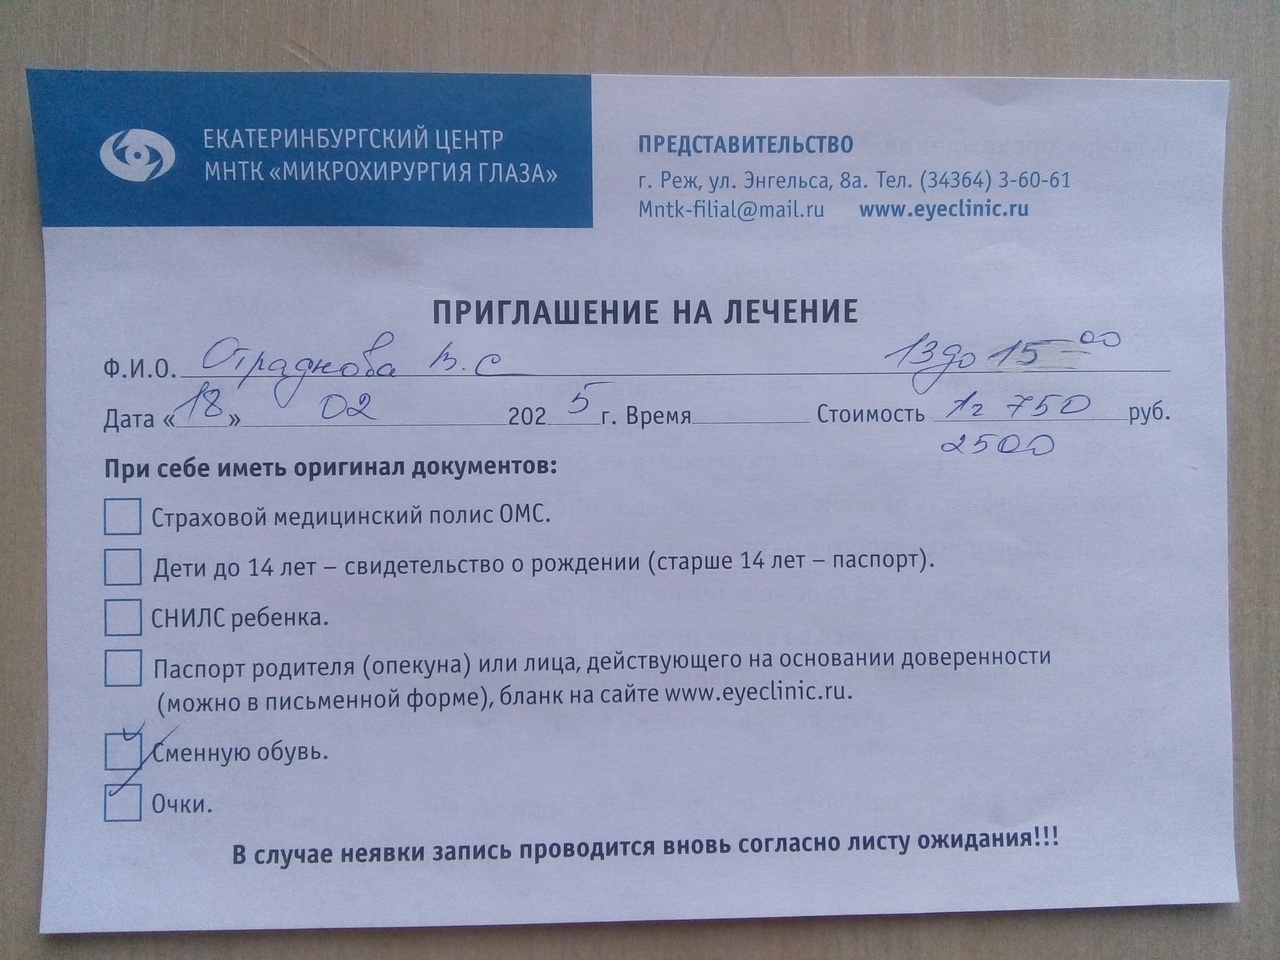 ЕКАТЕРИНБУРГСКИЙ ЦЕНТР
МНТК «МИКРОХИРУРГИЯ ГЛАЗА»
ПРЕДСТАВИТЕЛЬСТВО
г. Реж, ул. Энгельса, 8а. Тел. (34364) 3-60-61
Mntk-filial@mail.ru www.eyeclinic.ru
ПРИГЛАШЕНИЕ НА ЛЕЧЕНИЕ
Ф.И.О. Отраднова В.С 13 до 15 00
Дата «18» 02 2025 г. Время Стоимость 1г 750 руб.
2500
При себе иметь оригинал документов:
Страховой медицинский полис ОМС.
Дети до 14 лет – свидетельство о рождении (старше 14 лет – паспорт).
СНИЛС ребенка.
Паспорт родителя (опекуна) или лица, действующего на основании доверенности
(можно в письменной форме), бланк на сайте www.eyeclinic.ru.
Сменную обувь.
Очки.
В случае неявки запись проводится вновь согласно листу ожидания!!!